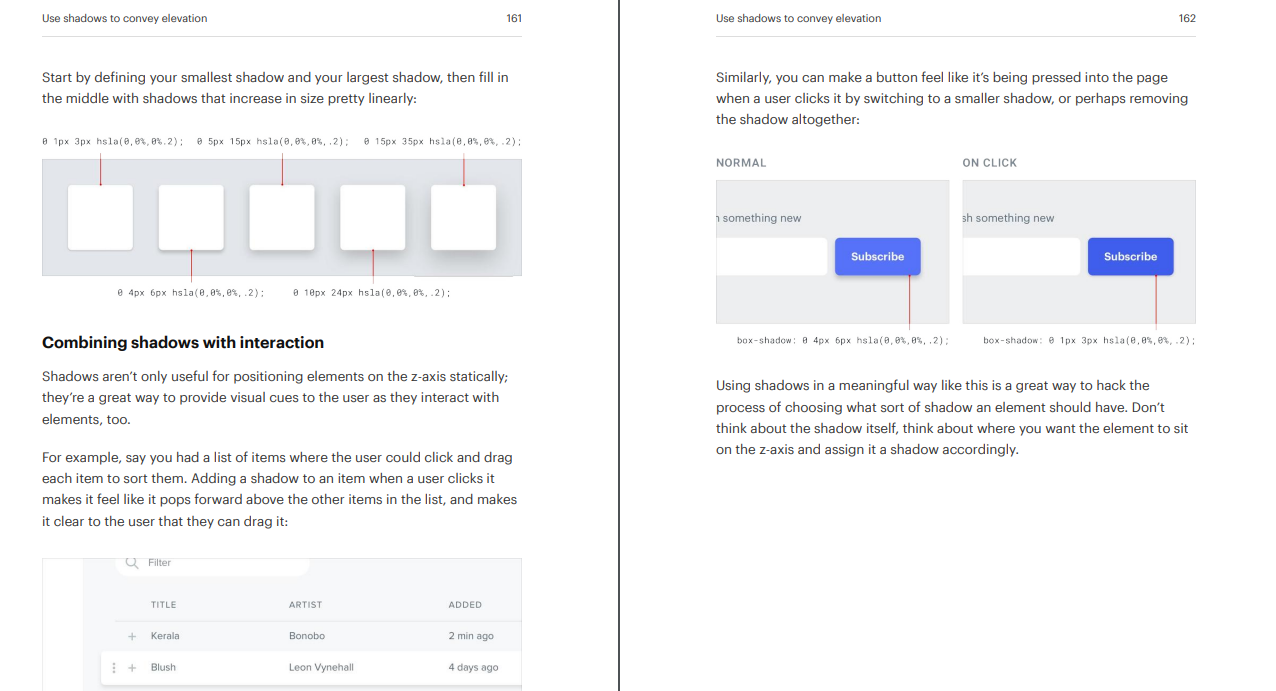 Use shadows to convey elevation 161
Start by defining your smallest shadow and your largest shadow, then fill in
the middle with shadows that increase in size pretty linearly:
0 1px 3px hsla(0,0%,0%.2); 0 5px 15px hsla(0,0%,0%,.2); 0 15px 35px hsla(0,0%,0%,.2);
0 4px 6px hsla(0,0%,0%,.2); 0 10px 24px hsla(0,0%,0%,.2);
Combining shadows with interaction
Shadows aren’t only useful for positioning elements on the z-axis statically;
they’re a great way to provide visual cues to the user as they interact with
elements, too.
For example, say you had a list of items where the user could click and drag
each item to sort them. Adding a shadow to an item when a user clicks it
makes it feel like it pops forward above the other items in the list, and makes
it clear to the user that they can drag it:
Filter
TITLE ARTIST ADDED
+ Kerala Bonobo 2 min ago
+ Blush Leon Vynehall 4 days ago
Use shadows to convey elevation 162
Similarly, you can make a button feel like it’s being pressed into the page
when a user clicks it by switching to a smaller shadow, or perhaps removing
the shadow altogether:
NORMAL ON CLICK
something new sh something new
Subscribe Subscribe
box-shadow: 0 4px 6px hsla(0,0%,0%,.2); box-shadow: 0 1px 3px hsla(0,0%,0%,.2);
Using shadows in a meaningful way like this is a great way to hack the
process of choosing what sort of shadow an element should have. Don’t
think about the shadow itself, think about where you want the element to sit
on the z-axis and assign it a shadow accordingly.